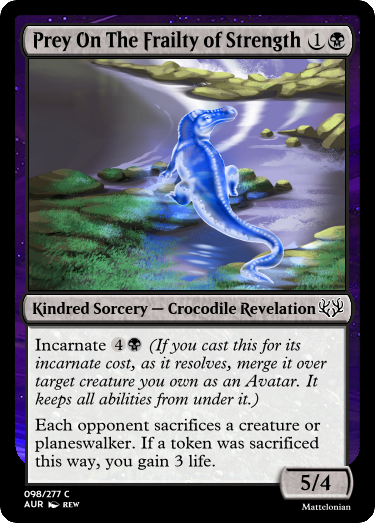 Prey On The Frailty of Strength 1
Kindred Sorcery — Crocodile Revelation
Incarnate 4 (If you cast this for its
incarnate cost, as it resolves, merge it over
target creature you own as an Avatar. It
keeps all abilities from under it.)
Each opponent sacrifices a creature or
planeswalker. If a token was sacrificed
this way, you gain 3 life.
5/4
098/277 C
AUR REW
Mattelonian